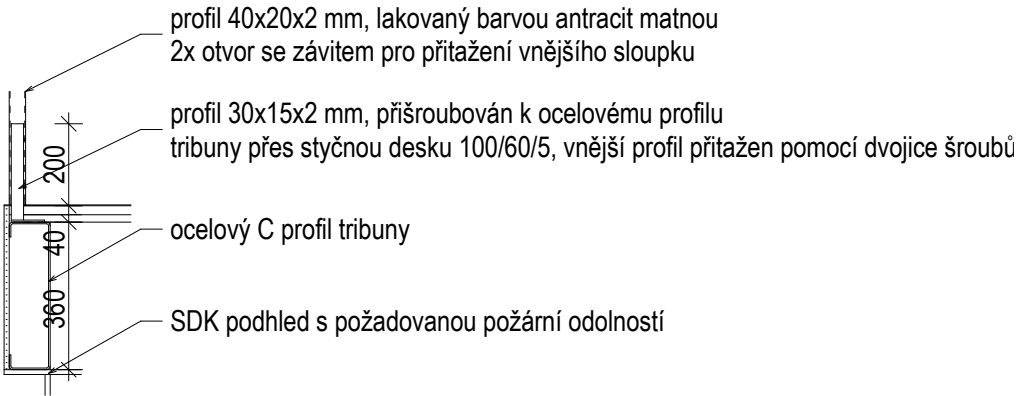 profil 40x20x2 mm, lakovaný barvou antracit matnou
2x otvor se závitem pro přitažení vnějšího sloupku
profil 30x15x2 mm, přišroubován k ocelovému profilu
tribuny přes styčnou desku 100/60/5, vnější profil přitažen pomocí dvojice šroubů
200
ocelový C profil tribuny
40
360
SDK podhled s požadovanou požární odolností